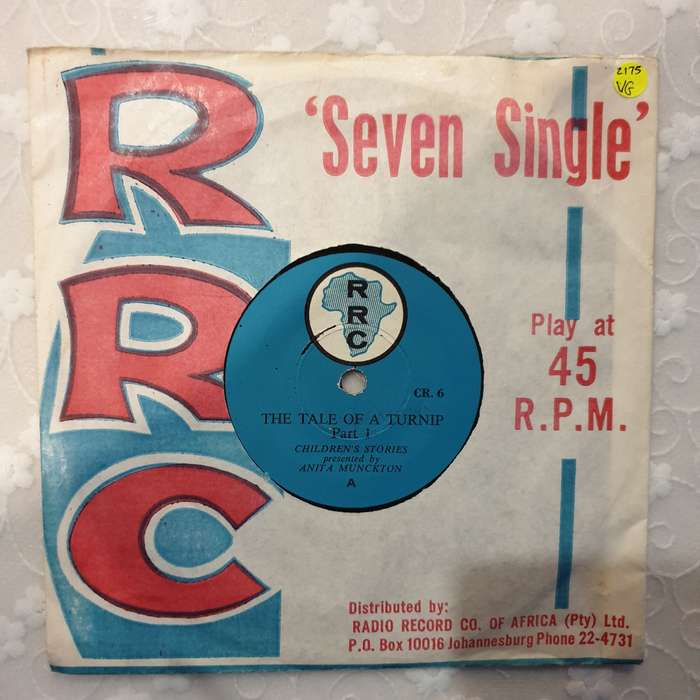 2175
VG
RRC
'Seven Single'
Play at
45
R.P.M.
R
R
C
CR. 6
THE TALE OF A TURNIP
Part 1
CHILDREN'S STORIES
presented by
ANITA MUNCKTON
A
Distributed by:
RADIO RECORD CO. OF AFRICA (Pty) Ltd.
P.O. Box 10016 Johannesburg Phone 22-4731